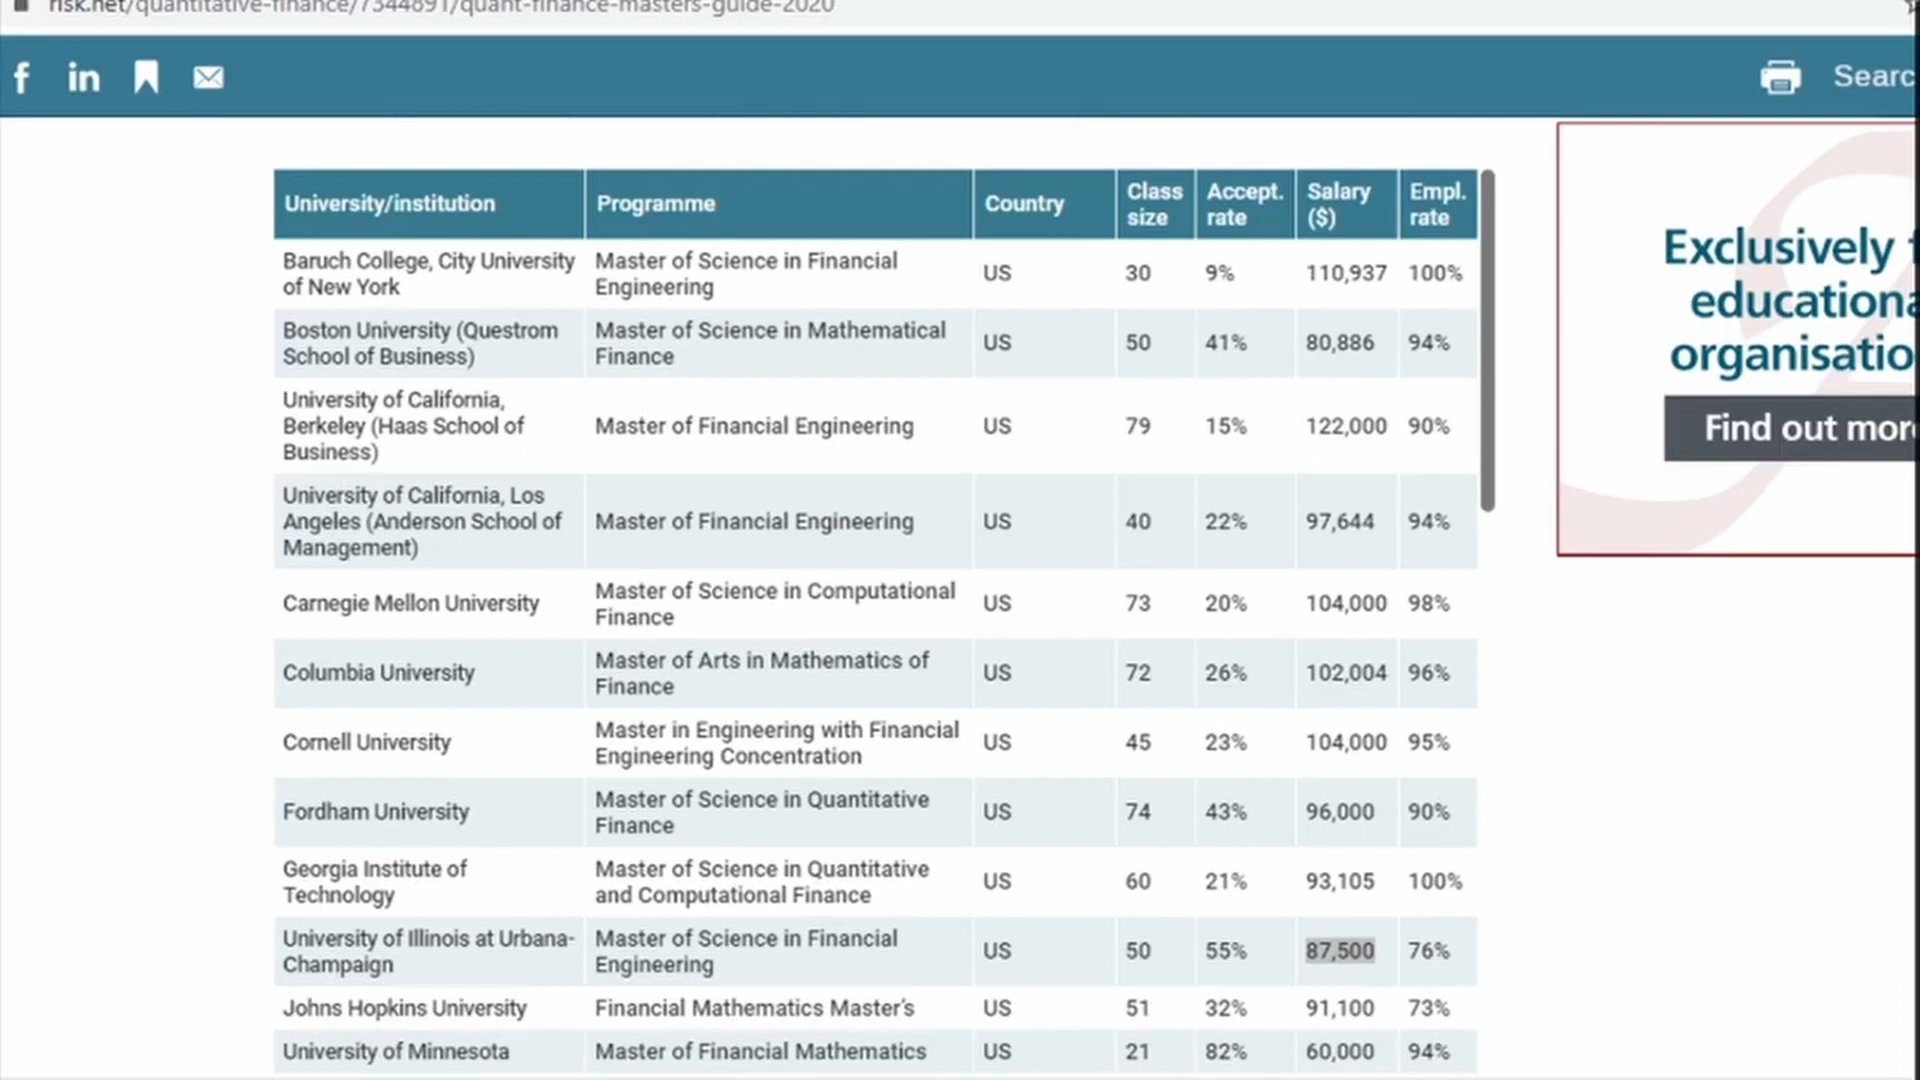 risk.net/quantitative-finance/7344891/quant-finance-masters-guide-2020
f in
Searc
University/institution Programme Country Class size Accept. rate Salary ($) Empl. rate
Baruch College, City University of New York Master of Science in Financial Engineering US 30 9% 110,937 100%
Boston University (Questrom School of Business) Master of Science in Mathematical Finance US 50 41% 80,886 94%
University of California, Berkeley (Haas School of Business) Master of Financial Engineering US 79 15% 122,000 90%
University of California, Los Angeles (Anderson School of Management) Master of Financial Engineering US 40 22% 97,644 94%
Carnegie Mellon University Master of Science in Computational Finance US 73 20% 104,000 98%
Columbia University Master of Arts in Mathematics of Finance US 72 26% 102,004 96%
Cornell University Master in Engineering with Financial Engineering Concentration US 45 23% 104,000 95%
Fordham University Master of Science in Quantitative Finance US 74 43% 96,000 90%
Georgia Institute of Technology Master of Science in Quantitative and Computational Finance US 60 21% 93,105 100%
University of Illinois at Urbana-Champaign Master of Science in Financial Engineering US 50 55% 87,500 76%
Johns Hopkins University Financial Mathematics Master's US 51 32% 91,100 73%
University of Minnesota Master of Financial Mathematics US 21 82% 60,000 94%
Exclusively f
educationa
organisatio
Find out more